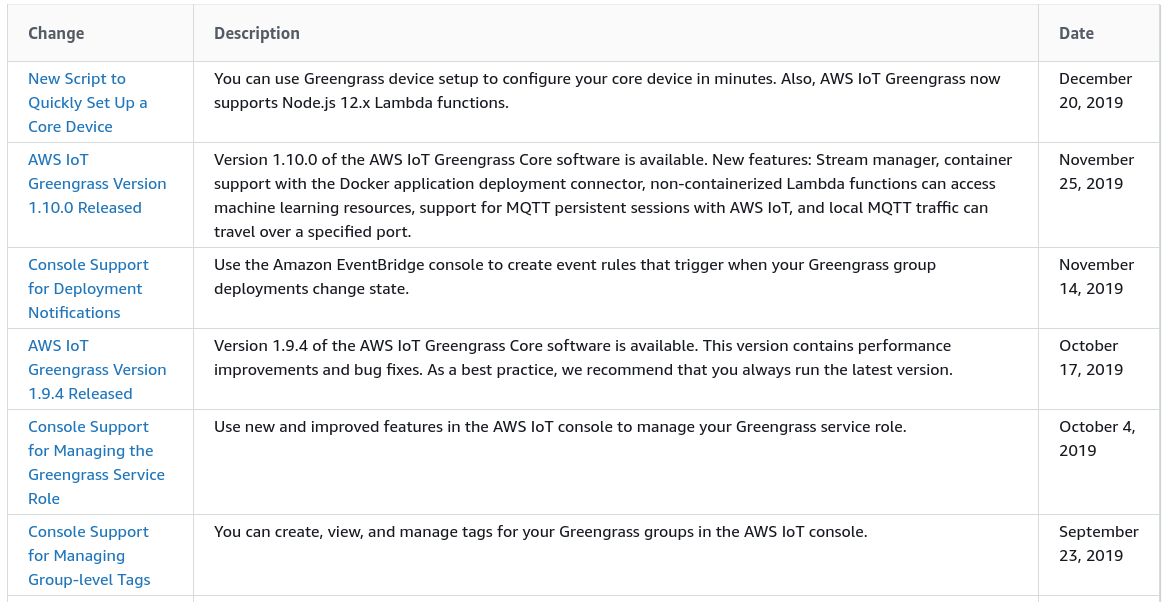 Change Description Date
New Script to
Quickly Set Up a
Core Device
You can use Greengrass device setup to configure your core device in minutes. Also, AWS IoT Greengrass now
supports Node.js 12.x Lambda functions.
December
20, 2019
AWS IoT
Greengrass Version
1.10.0 Released
Version 1.10.0 of the AWS IoT Greengrass Core software is available. New features: Stream manager, container
support with the Docker application deployment connector, non-containerized Lambda functions can access
machine learning resources, support for MQTT persistent sessions with AWS IoT, and local MQTT traffic can
travel over a specified port.
November
25, 2019
Console Support
for Deployment
Notifications
Use the Amazon EventBridge console to create event rules that trigger when your Greengrass group
deployments change state.
November
14, 2019
AWS IoT
Greengrass Version
1.9.4 Released
Version 1.9.4 of the AWS IoT Greengrass Core software is available. This version contains performance
improvements and bug fixes. As a best practice, we recommend that you always run the latest version.
October
17, 2019
Console Support
for Managing the
Greengrass Service
Role
Use new and improved features in the AWS IoT console to manage your Greengrass service role.
October 4,
2019
Console Support
for Managing
Group-level Tags
You can create, view, and manage tags for your Greengrass groups in the AWS IoT console.
September
23, 2019